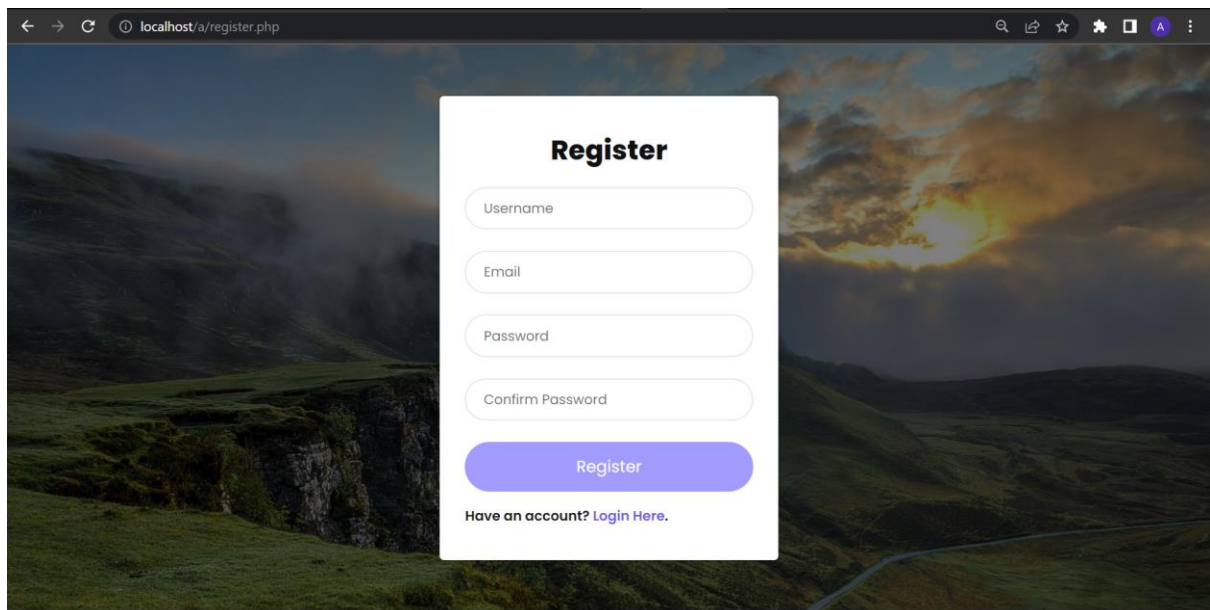 localhost/a/register.php
A
Register
Username
Email
Password
Confirm Password
Register
Have an account? Login Here.